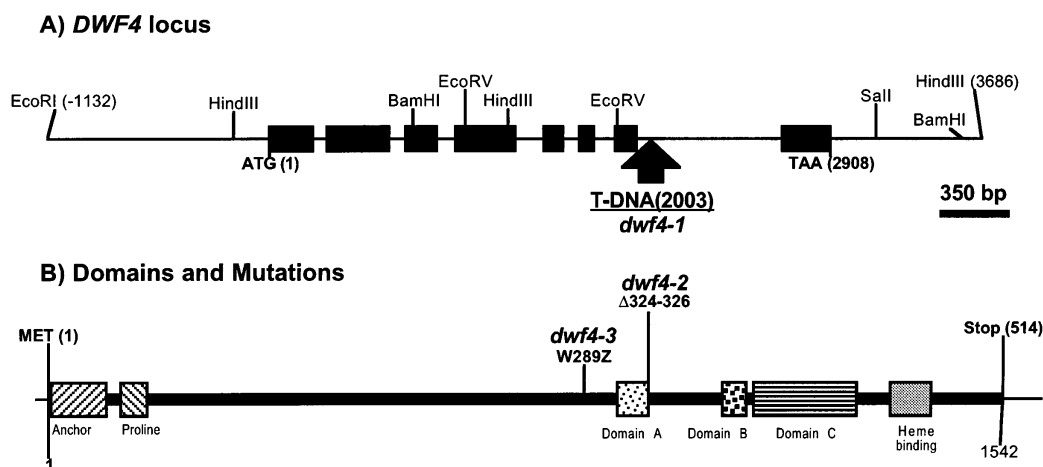 A) DWF4 locus
EcoRI (-1132)
HindIII
BamHI
EcoRV
HindIII
EcoRV
SalI
HindIII (3686)
BamHI
ATG (1)
TAA (2908)
T-DNA(2003)
dwf4-1
350 bp
B) Domains and Mutations
MET (1)
dwf4-3
W289Z
dwf4-2
Δ324-326
Stop (514)
Anchor
Proline
Domain A
Domain B
Domain C
Heme
binding
1
1542